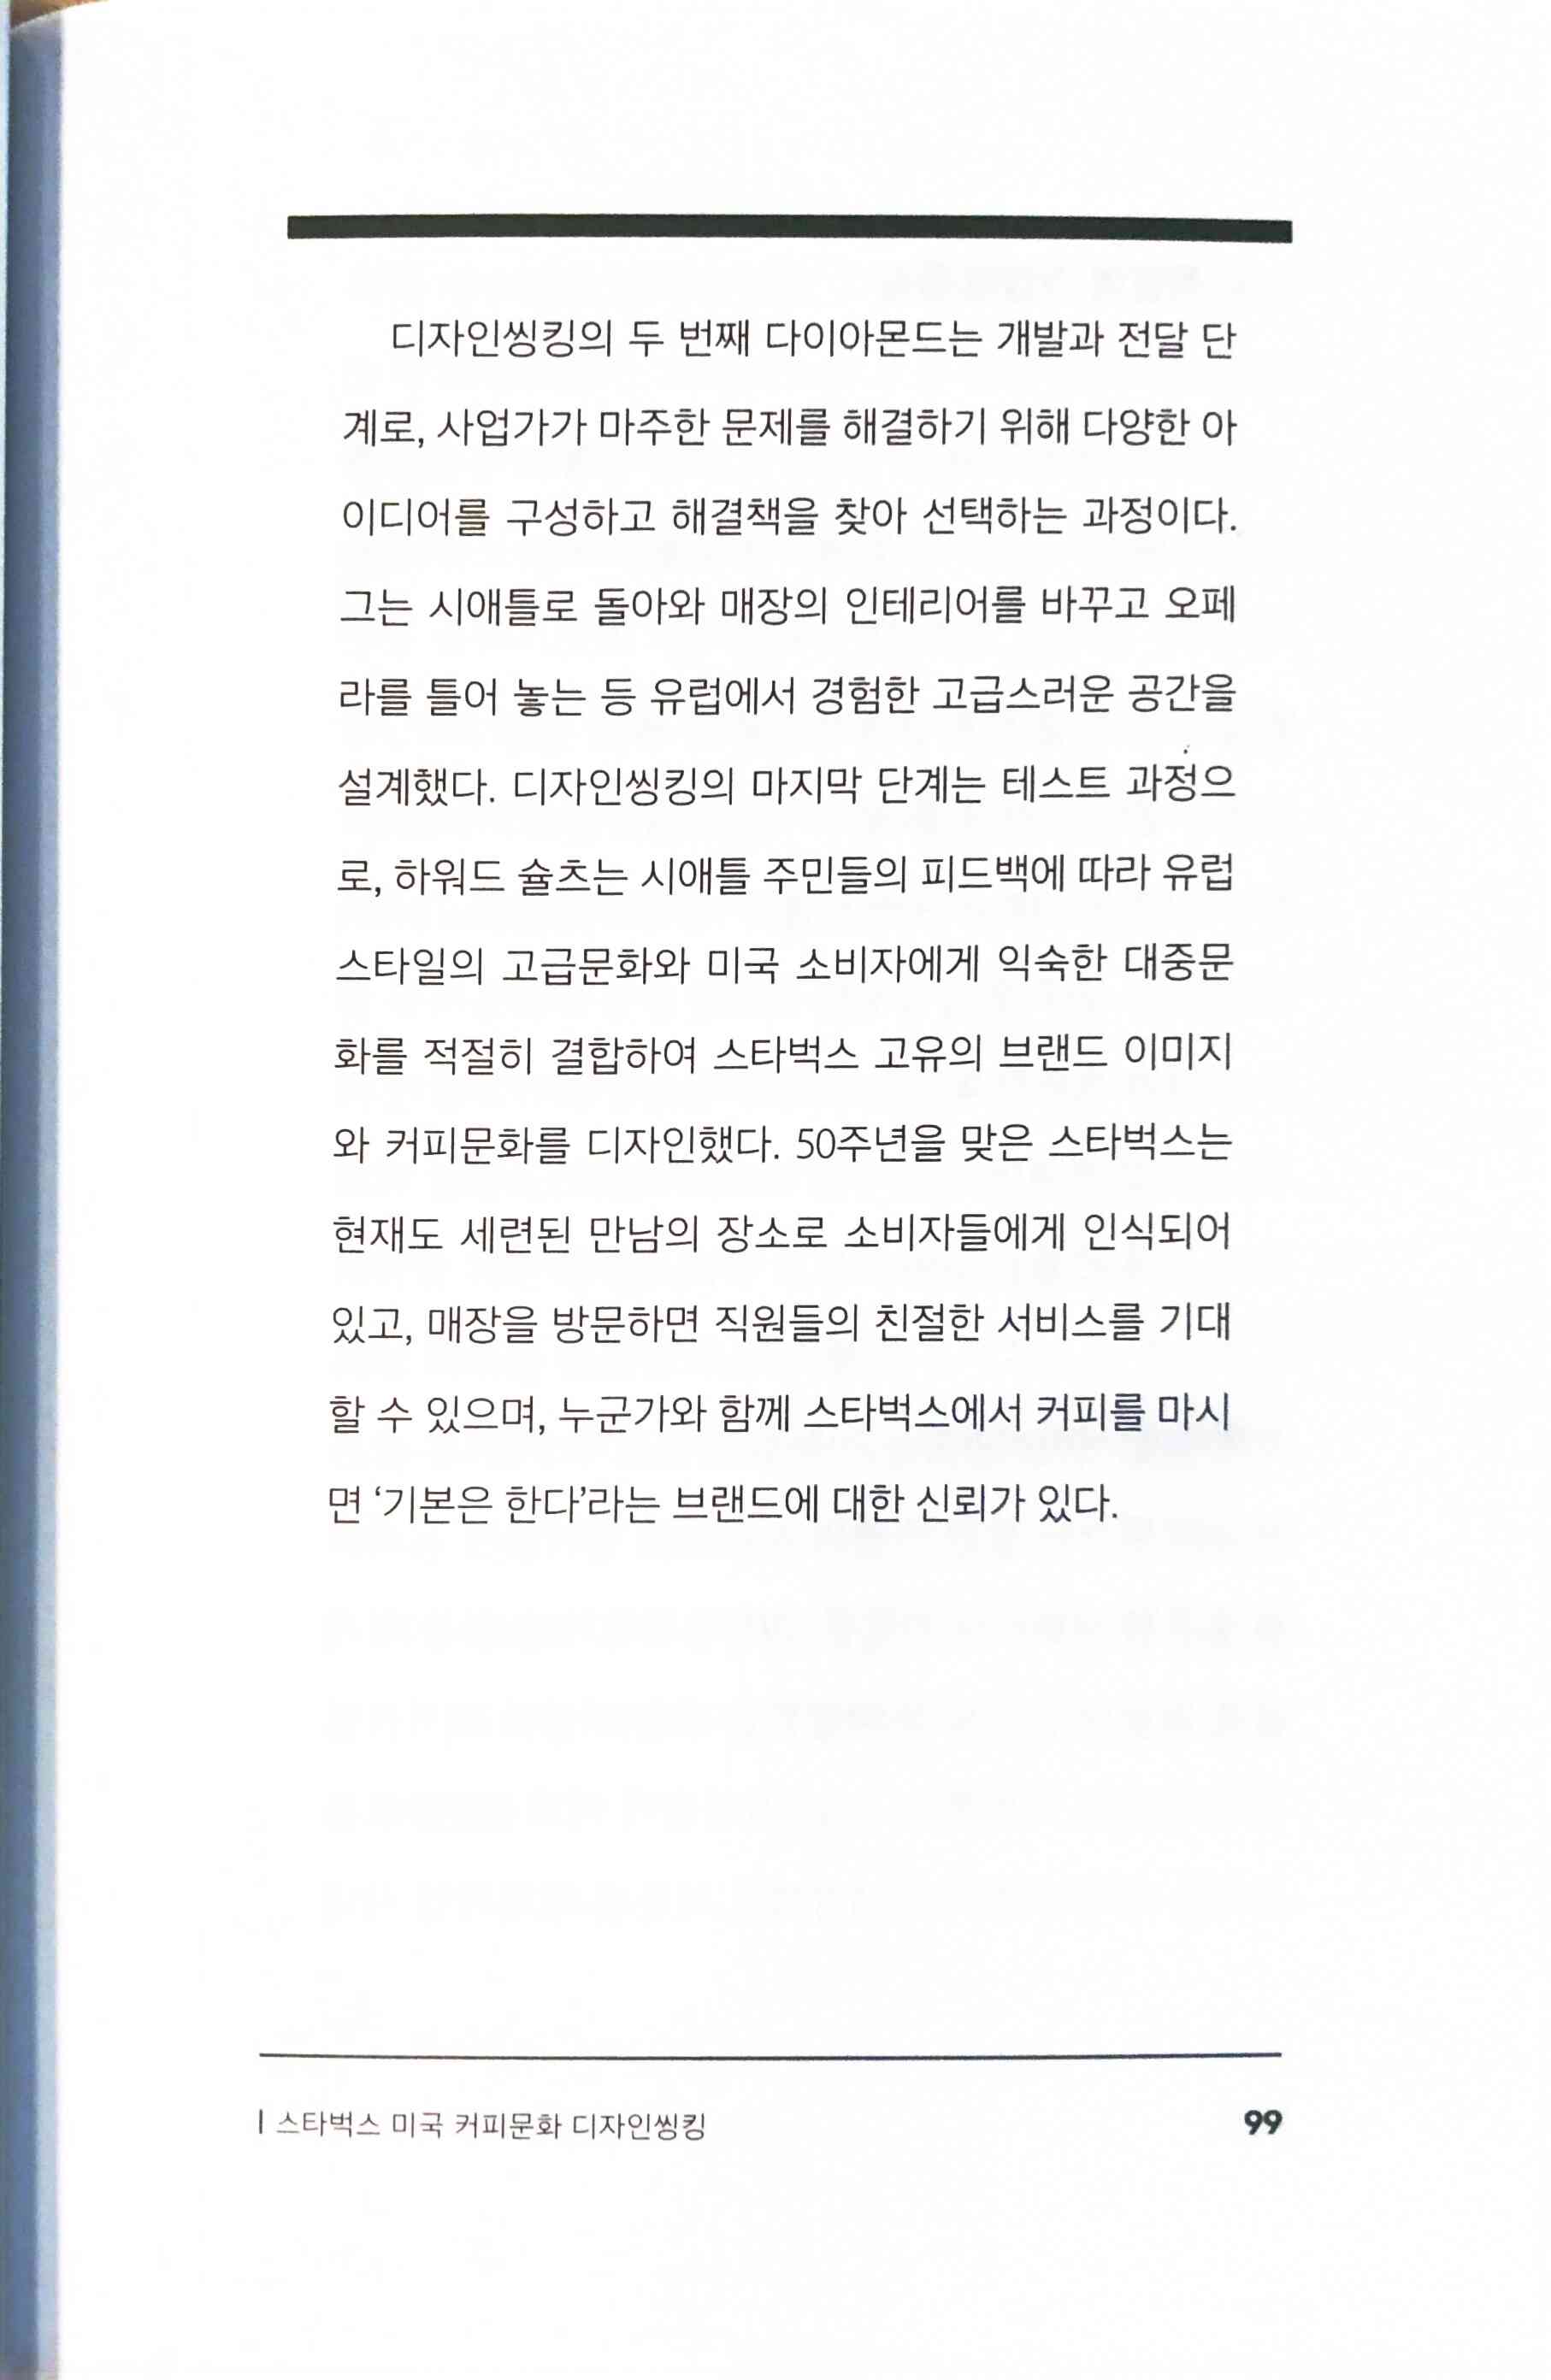 디자인씽킹의 두 번째 다이아몬드는 개발과 전달 단
계로, 사업가가 마주한 문제를 해결하기 위해 다양한 아
이디어를 구성하고 해결책을 찾아 선택하는 과정이다.
그는 시애틀로 돌아와 매장의 인테리어를 바꾸고 오페
라를 틀어 놓는 등 유럽에서 경험한 고급스러운 공간을
설계했다. 디자인씽킹의 마지막 단계는 테스트 과정으
로, 하워드 슐츠는 시애틀 주민들의 피드백에 따라 유럽
스타일의 고급문화와 미국 소비자에게 익숙한 대중문
화를 적절히 결합하여 스타벅스 고유의 브랜드 이미지
와 커피문화를 디자인했다. 50주년을 맞은 스타벅스는
현재도 세련된 만남의 장소로 소비자들에게 인식되어
있고, 매장을 방문하면 직원들의 친절한 서비스를 기대
할 수 있으며, 누군가와 함께 스타벅스에서 커피를 마시
면 ‘기본은 한다’라는 브랜드에 대한 신뢰가 있다.
| 스타벅스 미국 커피문화 디자인씽킹
99